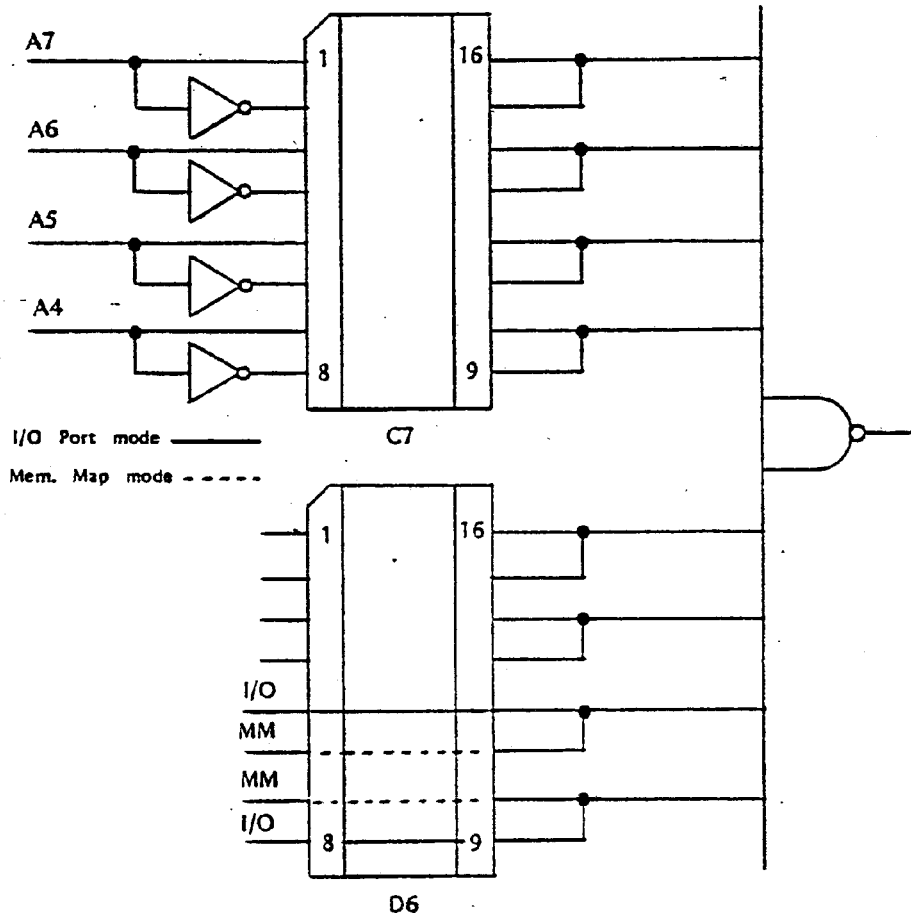 A7
1 16
A6
A5
A4
8 9
I/O Port mode
C7
Mem. Map mode
1 16
I/O
MM
MM
I/O
8 9
D6